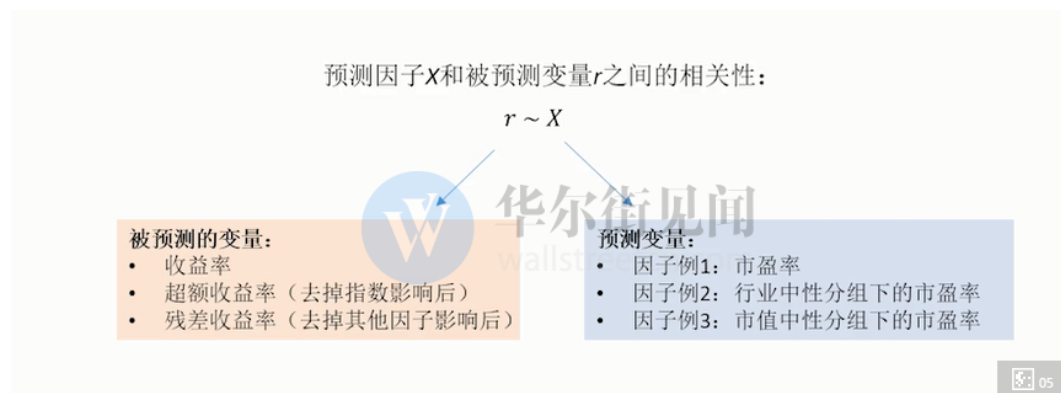 预测因子X和被预测变量r之间的相关性：
r ~ X
华尔街见闻
wallstreetcn.com
被预测的变量：
• 收益率
• 超额收益率（去掉指数影响后）
• 残差收益率（去掉其他因子影响后）
预测变量：
• 因子例1：市盈率
• 因子例2：行业中性分组下的市盈率
• 因子例3：市值中性分组下的市盈率
05